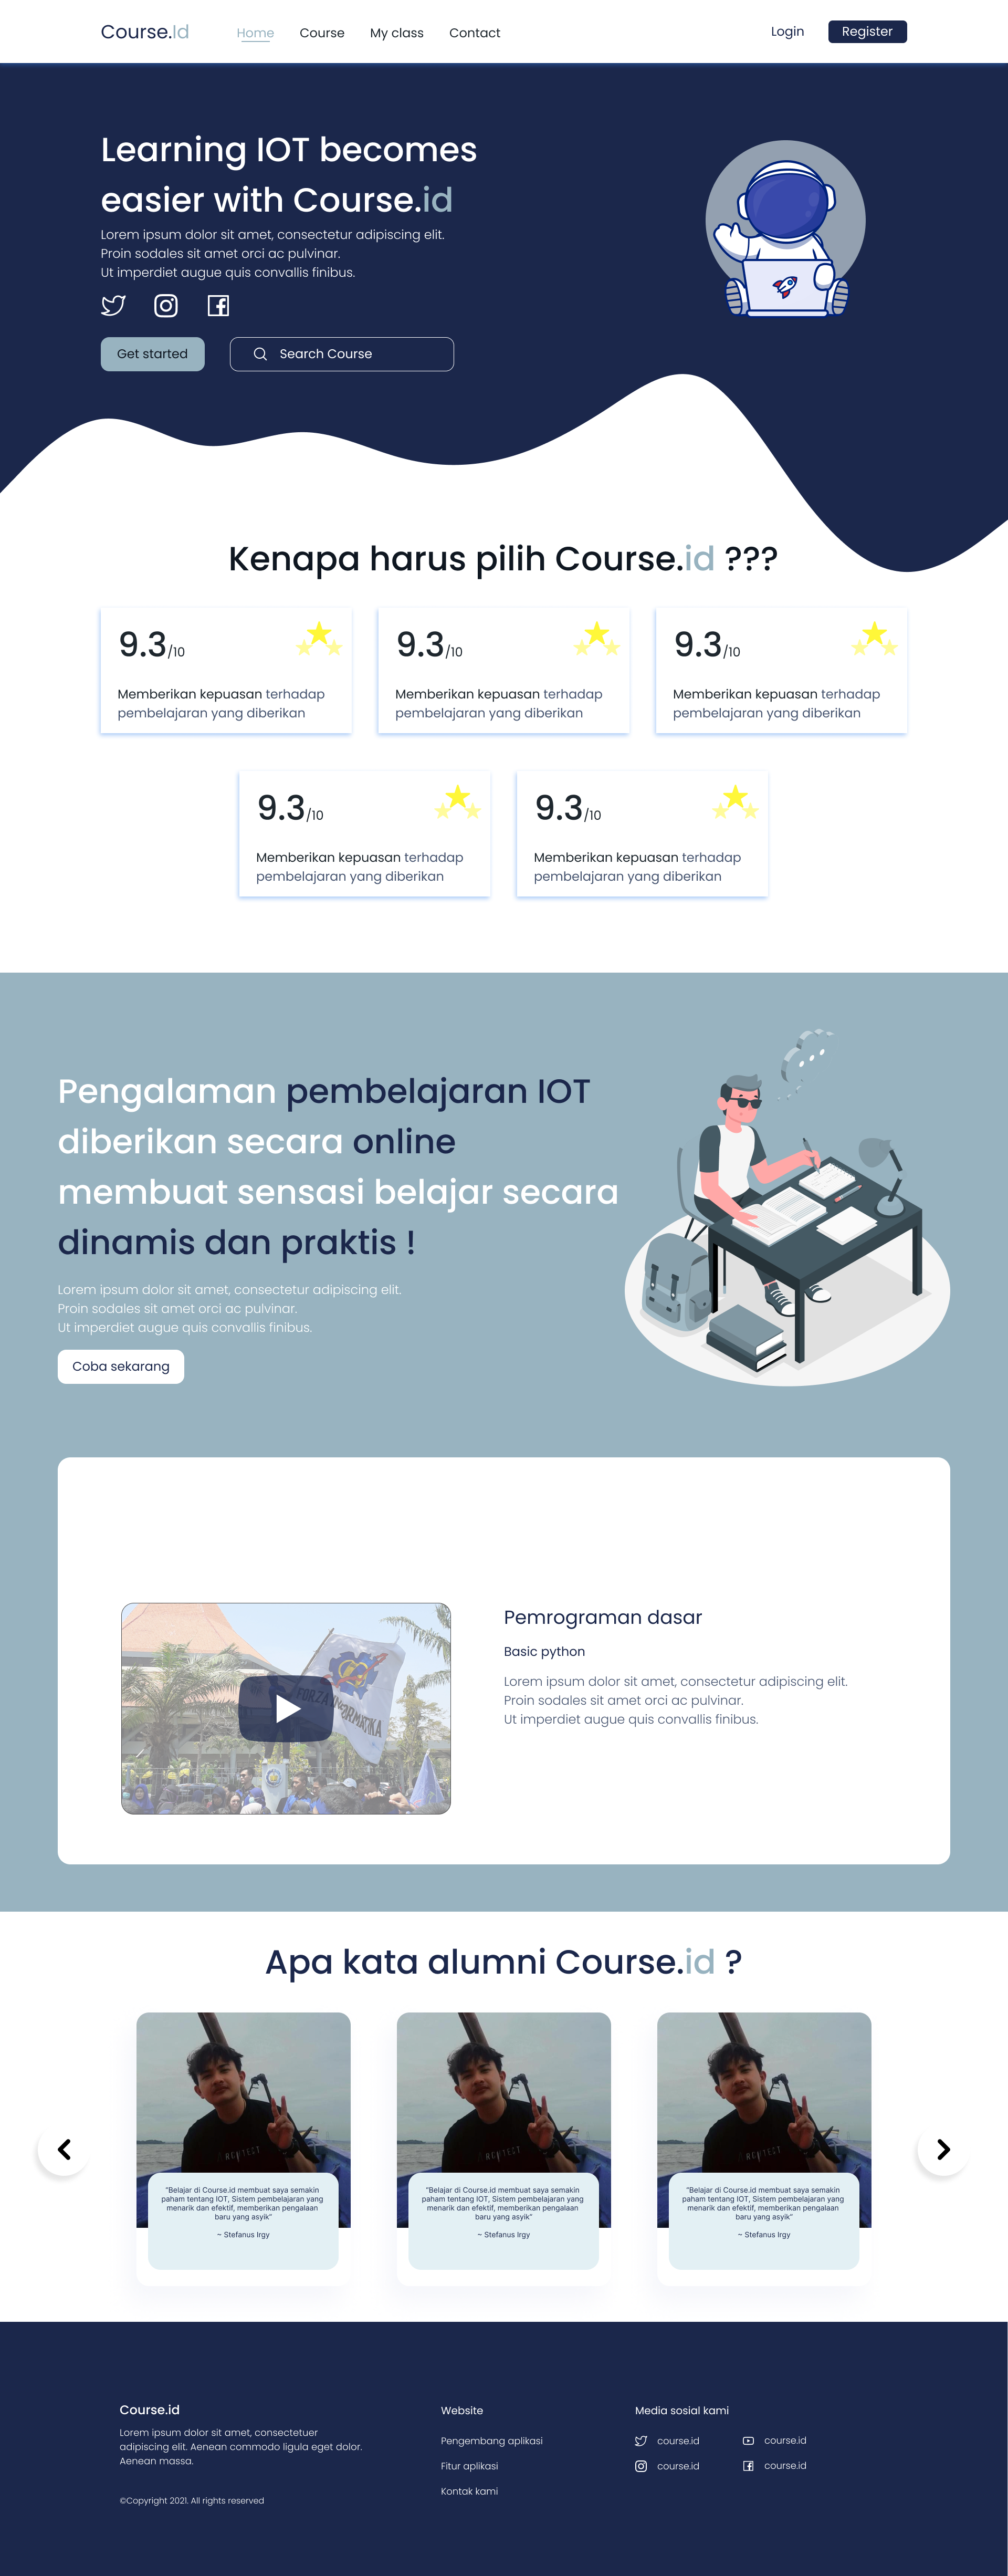 Course.Id
Home Course My class Contact
Login Register
Learning IOT becomes
easier with Course.id
Lorem ipsum dolor sit amet, consectetur adipiscing elit.
Proin sodales sit amet orci ac pulvinar.
Ut imperdiet augue quis convallis finibus.
Get started
Search Course
Kenapa harus pilih Course.id ???
9.3/10
Memberikan kepuasan terhadap
pembelajaran yang diberikan
9.3/10
Memberikan kepuasan terhadap
pembelajaran yang diberikan
9.3/10
Memberikan kepuasan terhadap
pembelajaran yang diberikan
9.3/10
Memberikan kepuasan terhadap
pembelajaran yang diberikan
9.3/10
Memberikan kepuasan terhadap
pembelajaran yang diberikan
Pengalaman pembelajaran IOT
diberikan secara online
membuat sensasi belajar secara
dinamis dan praktis !
Lorem ipsum dolor sit amet, consectetur adipiscing elit.
Proin sodales sit amet orci ac pulvinar.
Ut imperdiet augue quis convallis finibus.
Coba sekarang
FORZA
Pemrograman dasar
Basic python
Lorem ipsum dolor sit amet, consectetur adipiscing elit.
Proin sodales sit amet orci ac pulvinar.
Ut imperdiet augue quis convallis finibus.
Apa kata alumni Course.id ?
"Belajar di Course.id membuat saya semakin
paham tentang IOT, Sistem pembelajaran yang
menarik dan efektif, memberikan pengalaan
baru yang asyik"
~ Stefanus Irgy
"Belajar di Course.id membuat saya semakin
paham tentang IOT, Sistem pembelajaran yang
menarik dan efektif, memberikan pengalaan
baru yang asyik"
~ Stefanus Irgy
"Belajar di Course.id membuat saya semakin
paham tentang IOT, Sistem pembelajaran yang
menarik dan efektif, memberikan pengalaan
baru yang asyik"
~ Stefanus Irgy
Course.id
Lorem ipsum dolor sit amet, consectetuer
adipiscing elit. Aenean commodo ligula eget dolor.
Aenean massa.
©Copyright 2021. All rights reserved
Website
Pengembang aplikasi
Fitur aplikasi
Kontak kami
Media sosial kami
course.id
course.id
course.id
course.id